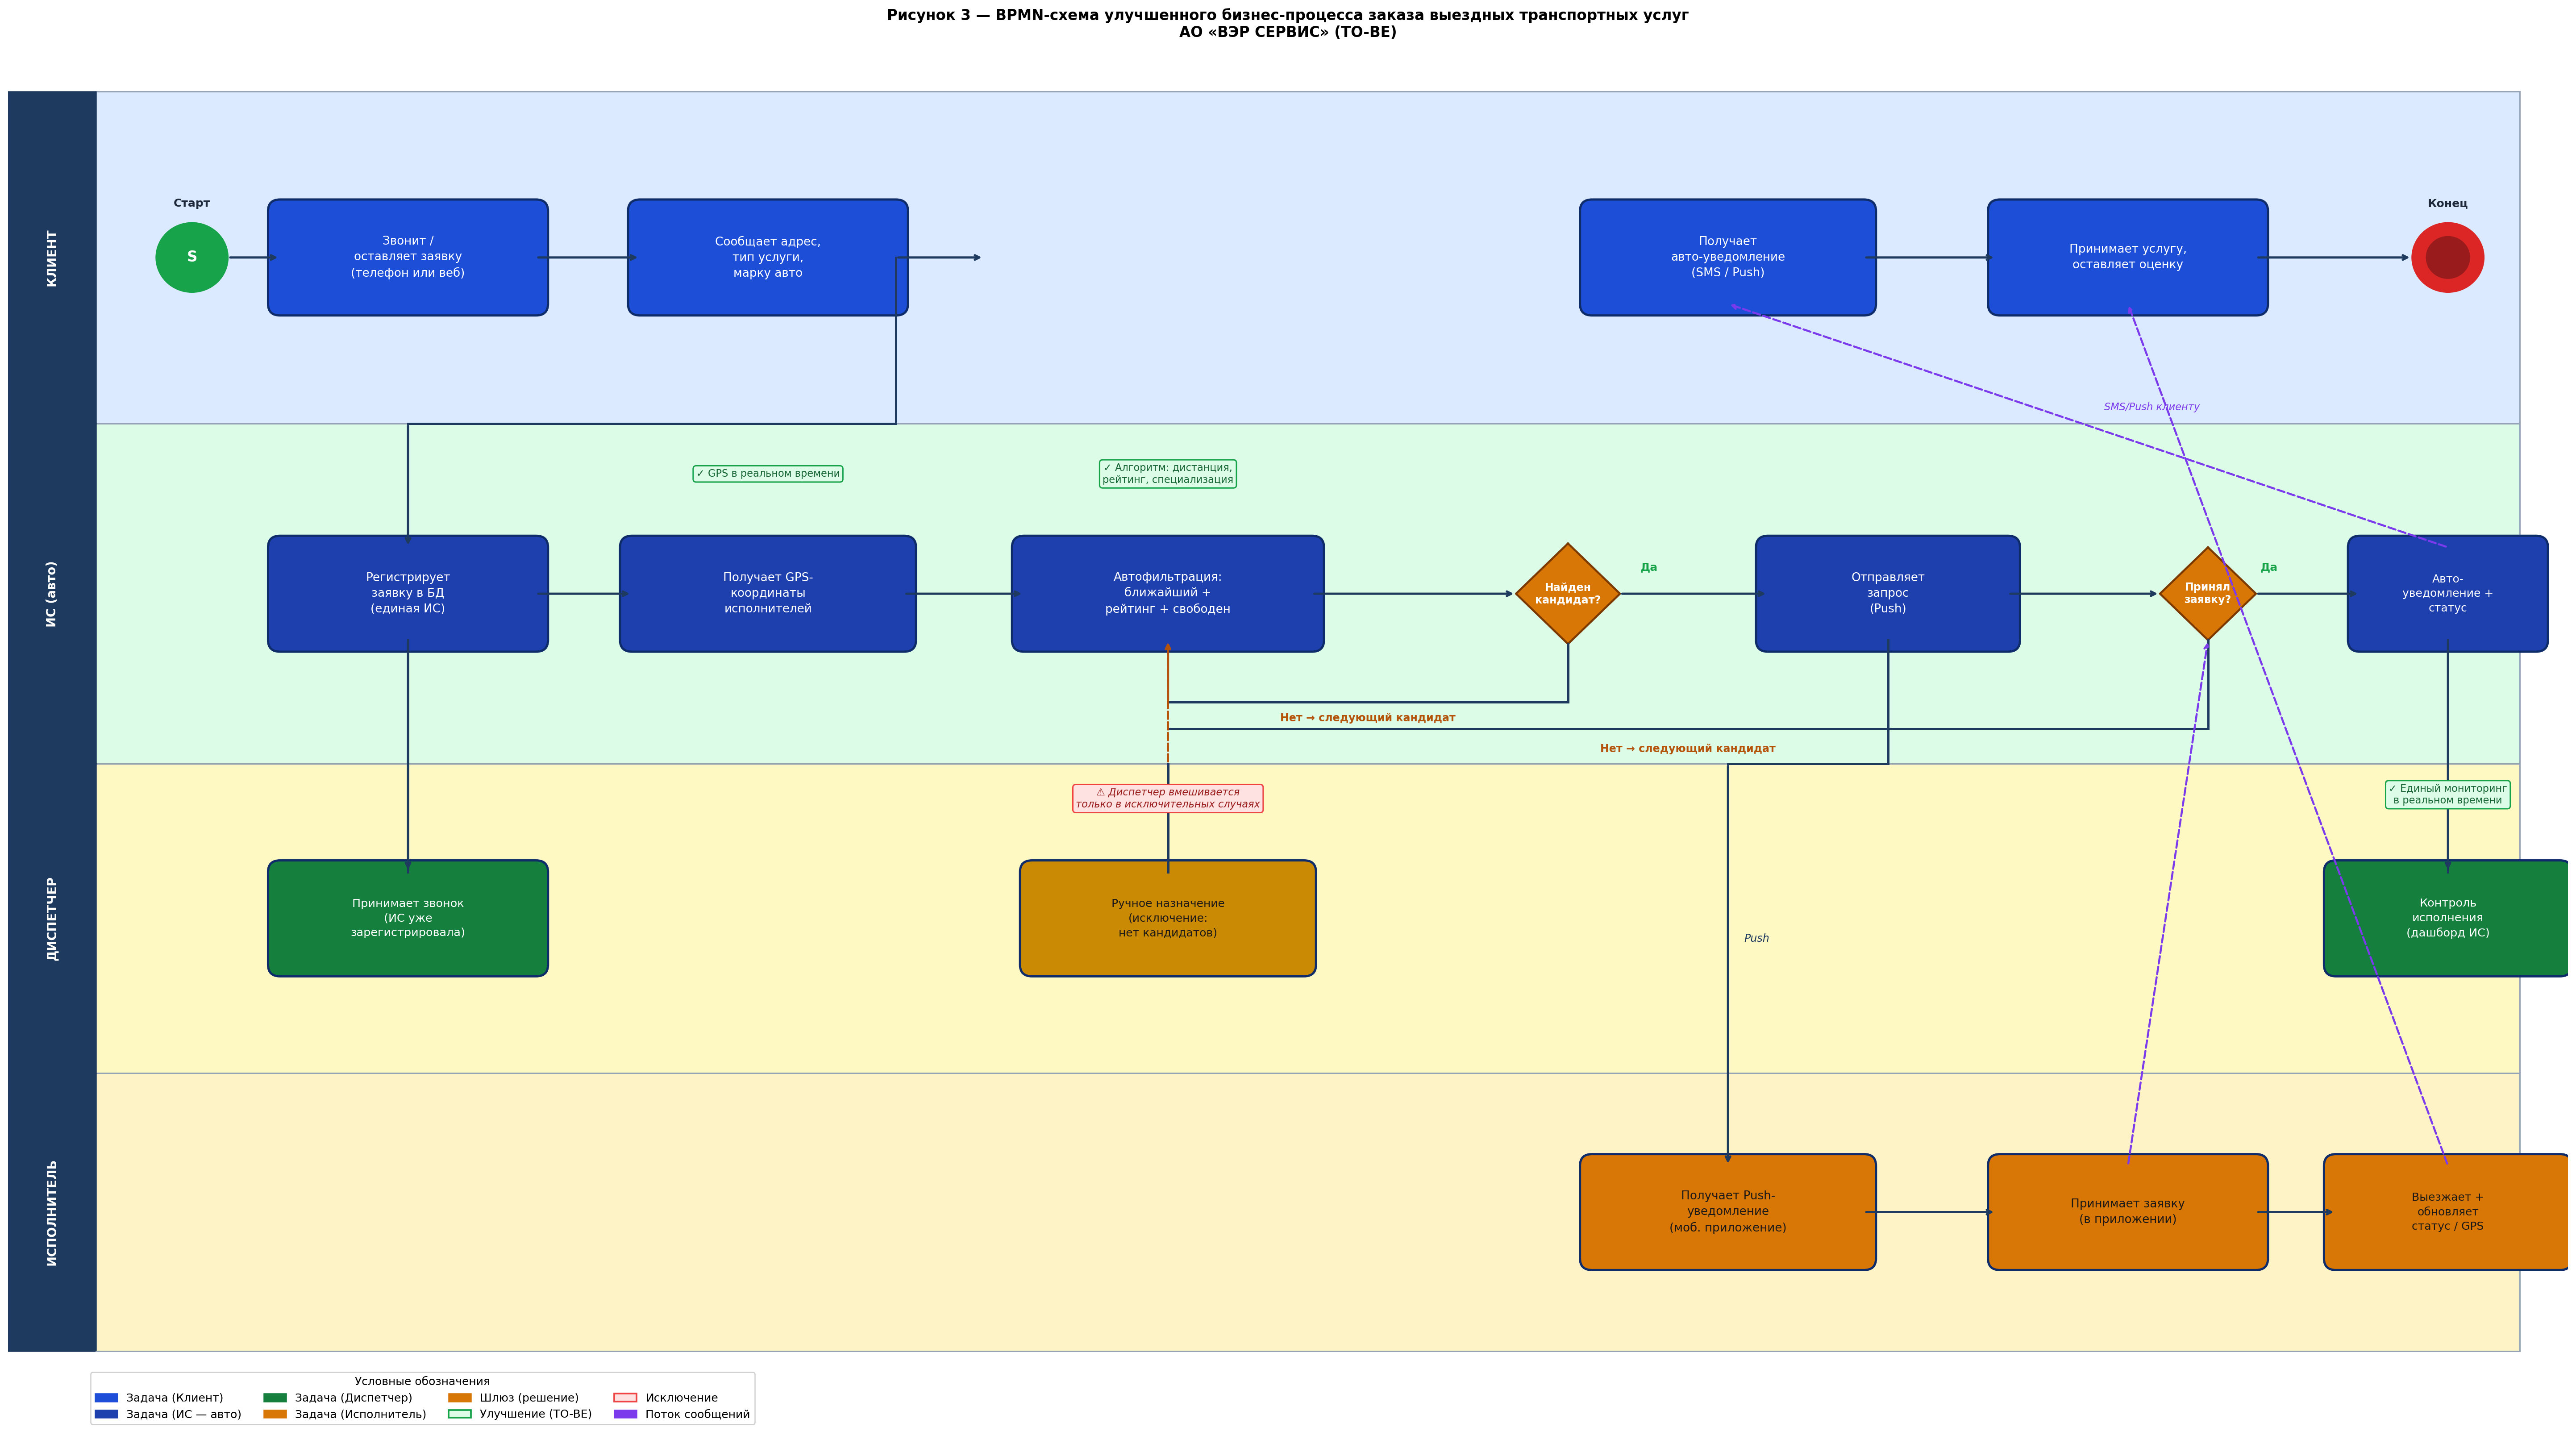 Рисунок 3 — BPMN-схема улучшенного бизнес-процесса заказа выездных транспортных услуг
АО «ВЭР СЕРВИС» (TO-BE)
КЛИЕНТ
Старт
S
Звонит /
оставляет заявку
(телефон или веб)
Сообщает адрес,
тип услуги,
марку авто
Получает
авто-уведомление
(SMS / Push)
Принимает услугу,
оставляет оценку
Конец
SMS/Push клиенту
ИС (авто)
✓ GPS в реальном времени
✓ Алгоритм: дистанция,
рейтинг, специализация
Регистрирует
заявку в БД
(единая ИС)
Получает GPS-
координаты
исполнителей
Автофильтрация:
ближайший +
рейтинг + свободен
Найден
кандидат?
Да
Отправляет
запрос
(Push)
Принял
заявку?
Да
Авто-
уведомление +
статус
Нет → следующий кандидат
Нет → следующий кандидат
ДИСПЕТЧЕР
⚠ Диспетчер вмешивается
только в исключительных случаях
✓ Единый мониторинг
в реальном времени
Принимает звонок
(ИС уже
зарегистрировала)
Ручное назначение
(исключение:
нет кандидатов)
Push
Контроль
исполнения
(дашборд ИС)
ИСПОЛНИТЕЛЬ
Получает Push-
уведомление
(моб. приложение)
Принимает заявку
(в приложении)
Выезжает +
обновляет
статус / GPS
Условные обозначения
Задача (Клиент)
Задача (ИС — авто)
Задача (Диспетчер)
Задача (Исполнитель)
Шлюз (решение)
Улучшение (TO-BE)
Исключение
Поток сообщений